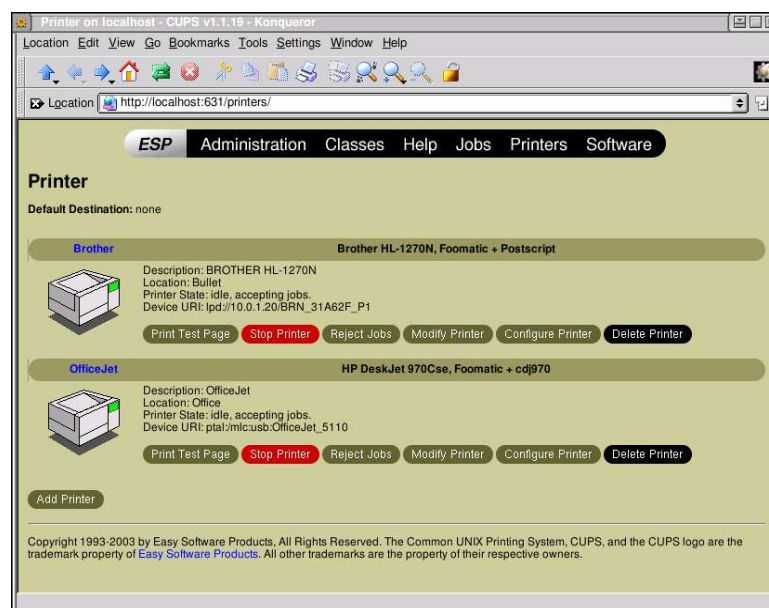 Printer on localhost - CUPS v1.1.19 - Konqueror
Location Edit View Go Bookmarks Tools Settings Window Help
Location http://localhost:631/printers/
ESP Administration Classes Help Jobs Printers Software
Printer
Default Destination: none
Brother Brother HL-1270N, Foomatic + Postscript
Description: BROTHER HL-1270N
Location: Bullet
Printer State: idle, accepting jobs.
Device URI: lpd://10.0.1.20/BRN_31A62F_P1
Print Test Page Stop Printer Reject Jobs Modify Printer Configure Printer Delete Printer
OfficeJet HP DeskJet 970Cse, Foomatic + cdj970
Description: OfficeJet
Location: Office
Printer State: idle, accepting jobs.
Device URI: ptal:/mlc:usb:OfficeJet_5110
Print Test Page Stop Printer Reject Jobs Modify Printer Configure Printer Delete Printer
Add Printer
Copyright 1993-2003 by Easy Software Products, All Rights Reserved. The Common UNIX Printing System, CUPS, and the CUPS logo are the
trademark property of Easy Software Products. All other trademarks are the property of their respective owners.